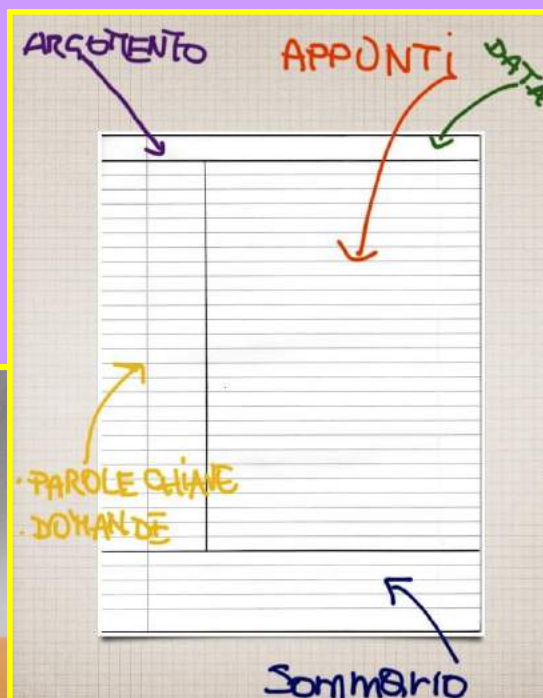 ARGOMENTO
APPUNTi
DATA
• PAROLE CHIAVE
• DOMANDE
Sommario